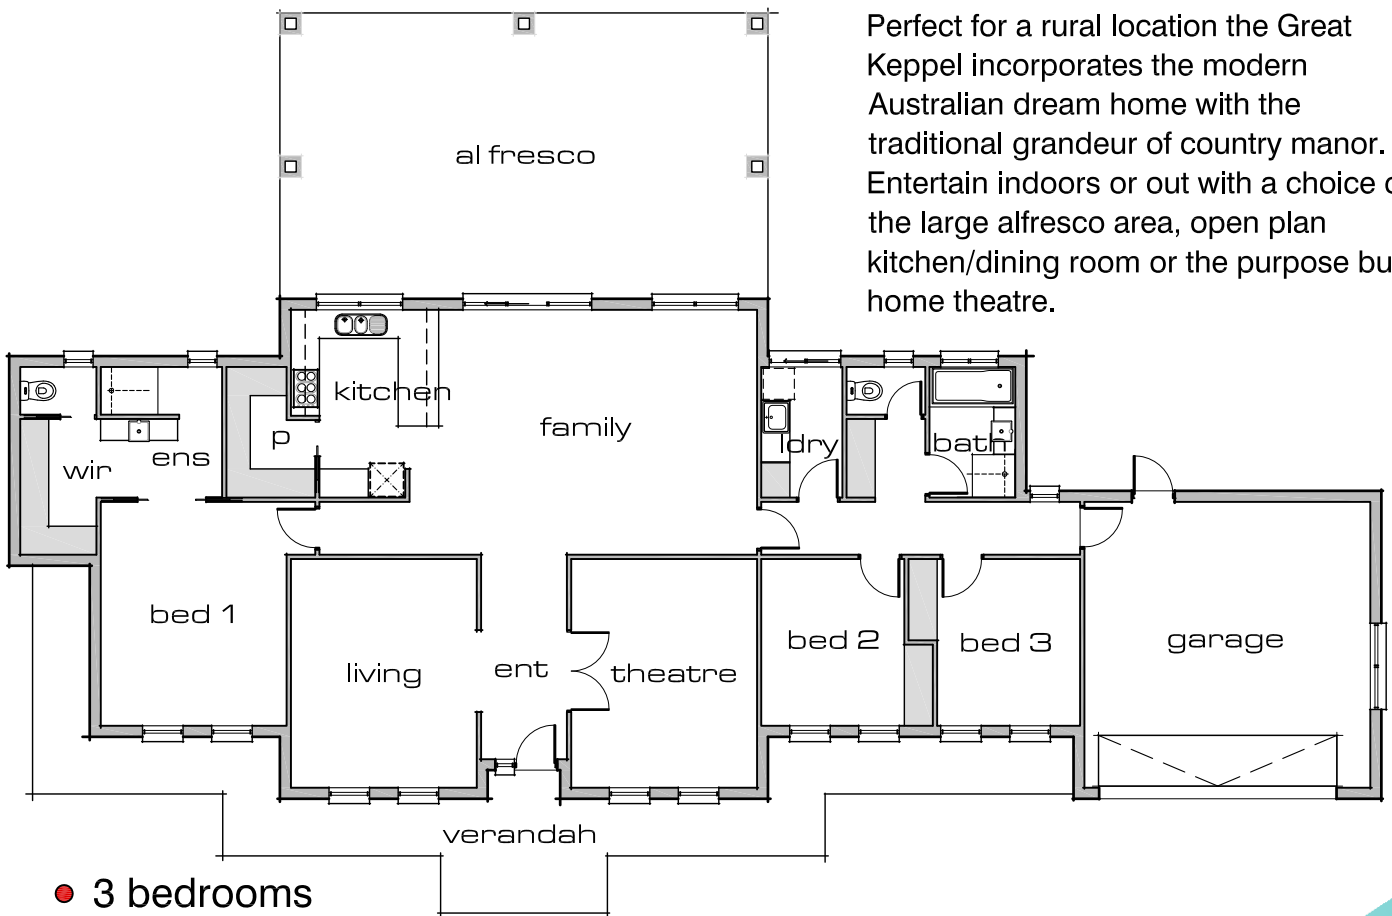 Perfect for a rural location the Great
Keppel incorporates the modern
Australian dream home with the
traditional grandeur of country manor.
Entertain indoors or out with a choice
the large alfresco area, open plan
kitchen/dining room or the purpose
home theatre.
al fresco
kitchen
family
p
wir
ens
ldry
bath
bed 1
living
ent
theatre
bed 2
bed 3
garage
verandah
3 bedrooms